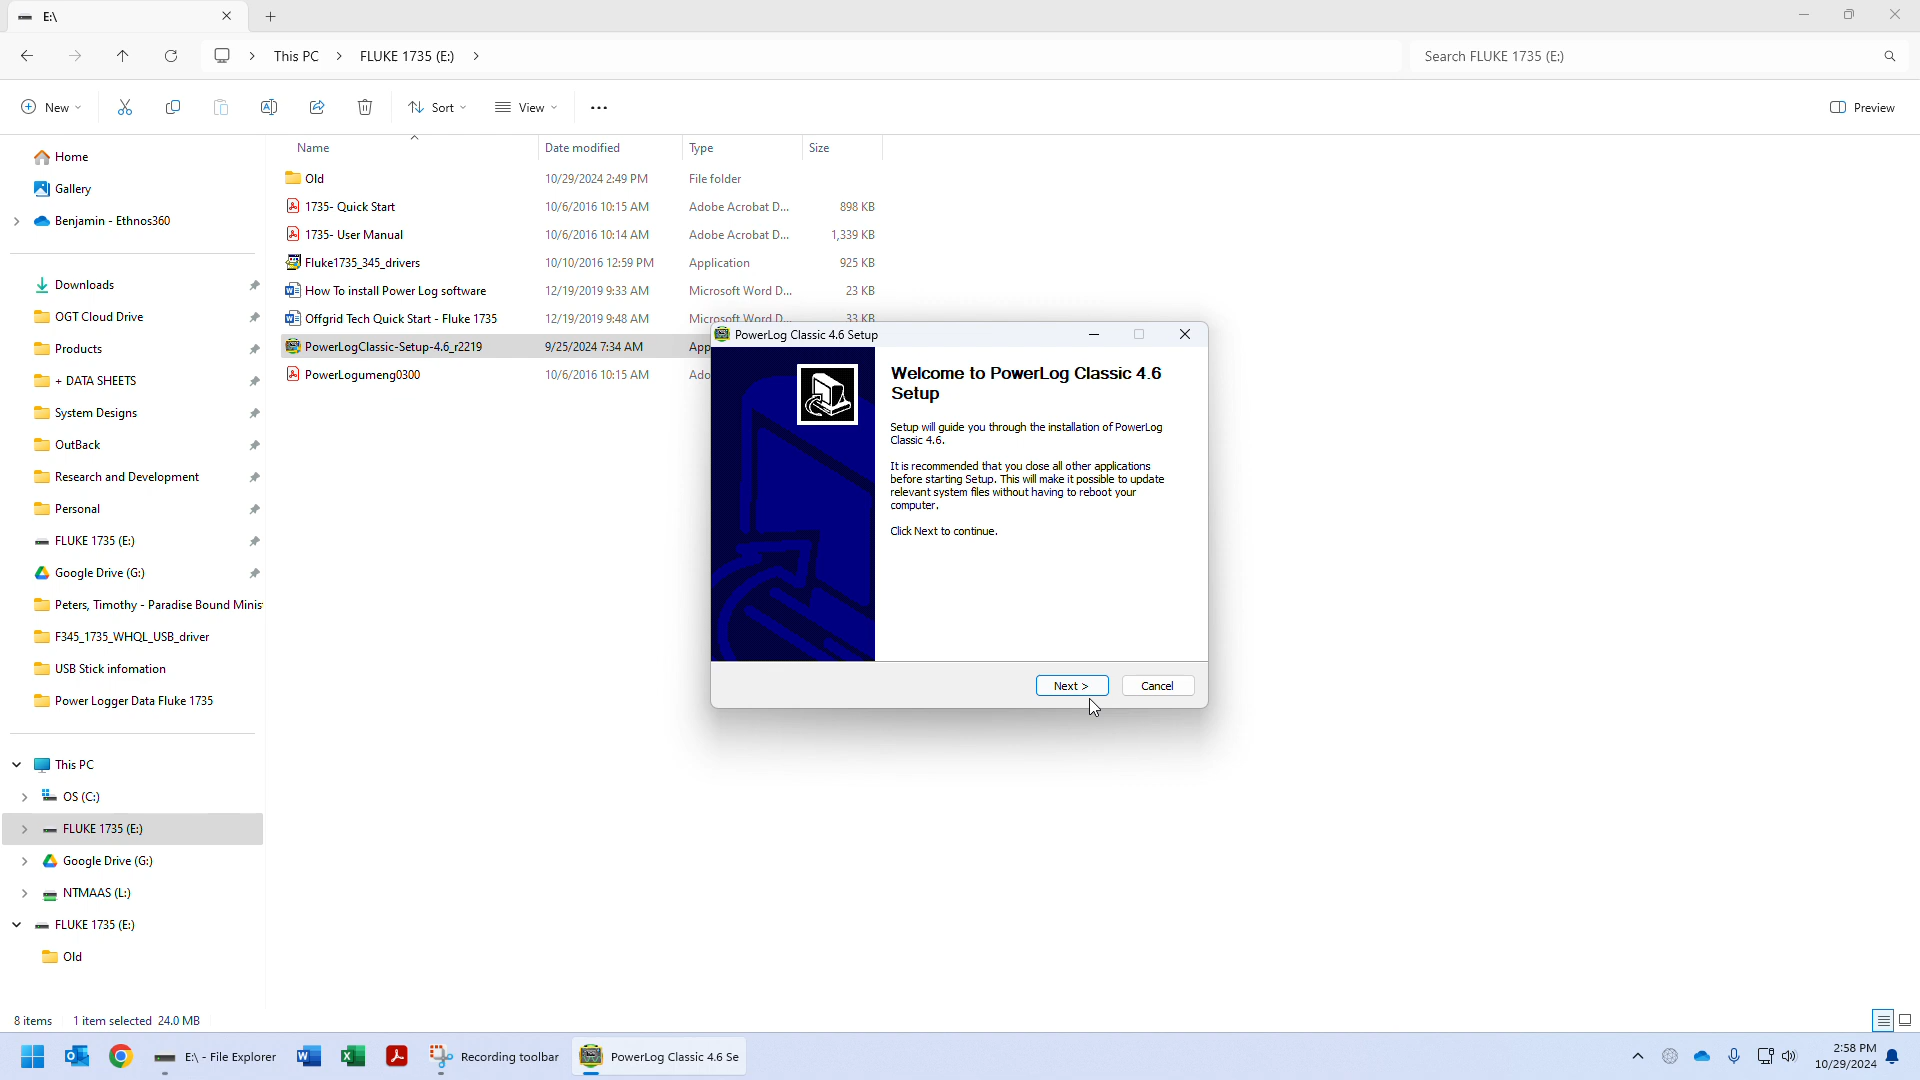 E:\
This PC
FLUKE 1735 (E:)
Search FLUKE 1735 (E:)
New
Sort
View
Preview
Home
Gallery
Benjamin - Ethnos360
Downloads
OGT Cloud Drive
Products
+ DATA SHEETS
System Designs
OutBack
Research and Development
Personal
FLUKE 1735 (E:)
Google Drive (G:)
Peters, Timothy - Paradise Bound Minis
F345_1735_WHQL_USB_driver
USB Stick infomation
Power Logger Data Fluke 1735
This PC
OS (C:)
FLUKE 1735 (E:)
Google Drive (G:)
NTMAAS (L:)
FLUKE 1735 (E:)
Old
Name Date modified Type Size
Old 10/29/2024 2:49 PM File folder
1735- Quick Start 10/6/2016 10:15 AM Adobe Acrobat D... 898 KB
1735- User Manual 10/6/2016 10:14 AM Adobe Acrobat D... 1,339 KB
Fluke1735_345_drivers 10/10/2016 12:59 PM Application 925 KB
How To install Power Log software 12/19/2019 9:33 AM Microsoft Word D... 23 KB
Offgrid Tech Quick Start - Fluke 1735 12/19/2019 9:48 AM Microsoft Word D... 33 KB
PowerLogClassic-Setup-4.6_r2219 9/25/2024 7:34 AM App
PowerLogumeng0300 10/6/2016 10:15 AM Ado
PowerLog Classic 4.6 Setup
Welcome to PowerLog Classic 4.6
Setup
Setup will guide you through the installation of PowerLog
Classic 4.6.
It is recommended that you close all other applications
before starting Setup. This will make it possible to update
relevant system files without having to reboot your
computer.
Click Next to continue.
Next >
Cancel
8 items 1 item selected 24.0 MB
E:\ - File Explorer
Recording toolbar
PowerLog Classic 4.6 Se
2:58 PM
10/29/2024